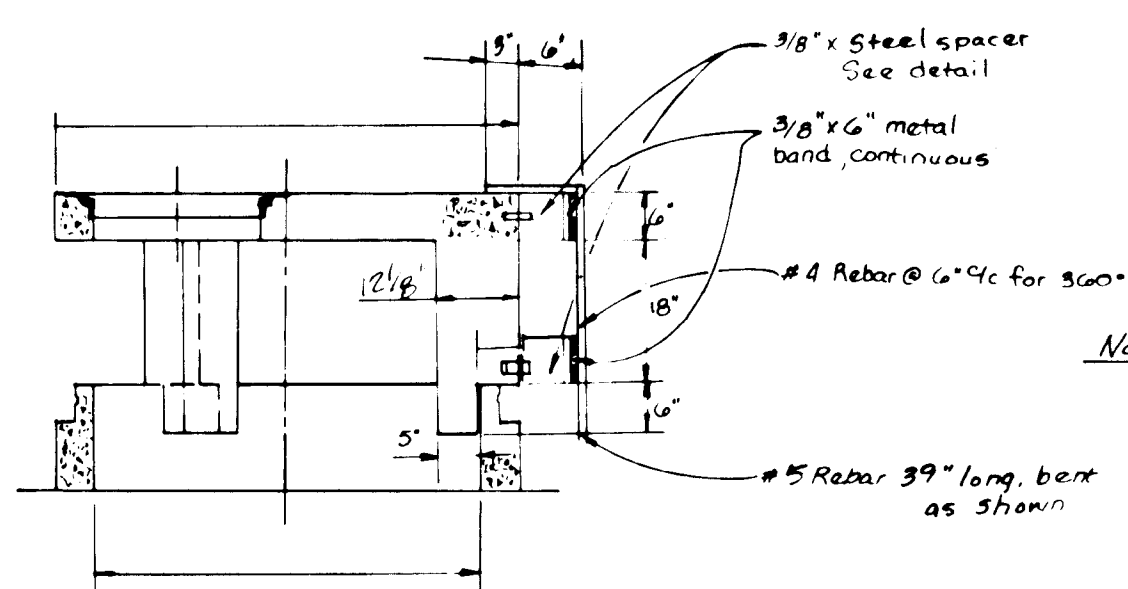 3" 6"
3/8" x Steel spacer
See detail
3/8" x 6" metal
band, continuous
6"
12 1/8"
#4 Rebar @ 6" c/c for 360°
18"
6"
5"
#5 Rebar 39" long, bent
as shown